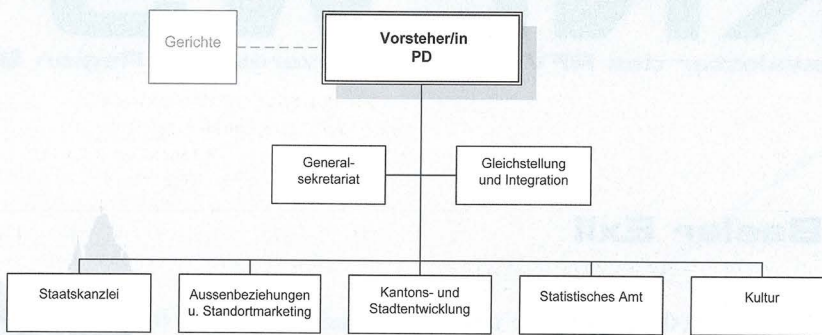 Gerichte
Vorsteher/in
PD
General-
sekretariat
Gleichstellung
und Integration
Staatskanzlei
Aussenbeziehungen
u. Standortmarketing
Kantons- und
Stadtentwicklung
Statistisches Amt
Kultur